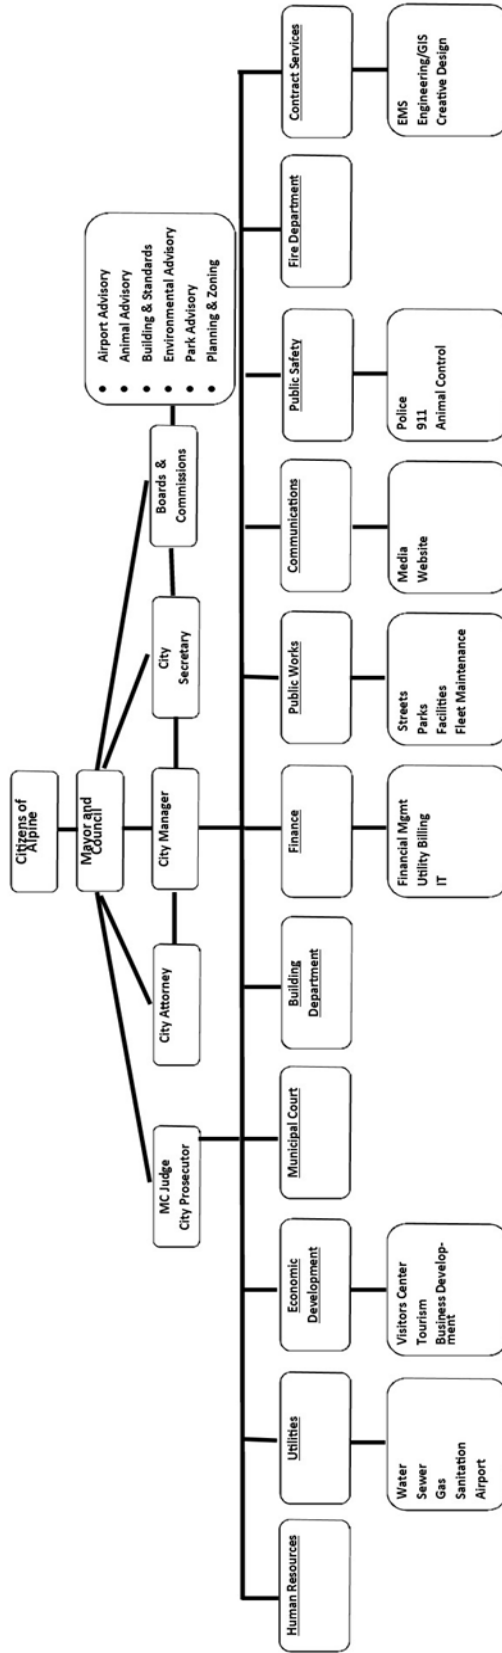 Citizens of
Alpine
Mayor and
Council
MC Judge
City Prosecutor
City Attorney
City Manager
City
Secretary
Boards &
Commissions
• Airport Advisory
• Animal Advisory
• Building & Standards
• Environmental Advisory
• Park Advisory
• Planning & Zoning
Human Resources
Utilities
Economic
Development
Municipal Court
Building
Department
Finance
Public Works
Communications
Public Safety
Fire Department
Contract Services
Water
Sewer
Gas
Sanitation
Airport
Visitors Center
Tourism
Business Develop-
ment
Financial Mgmt
Utility Billing
IT
Streets
Parks
Facilities
Fleet Maintenance
Media
Website
Police
911
Animal Control
EMS
Engineering/GIS
Creative Design